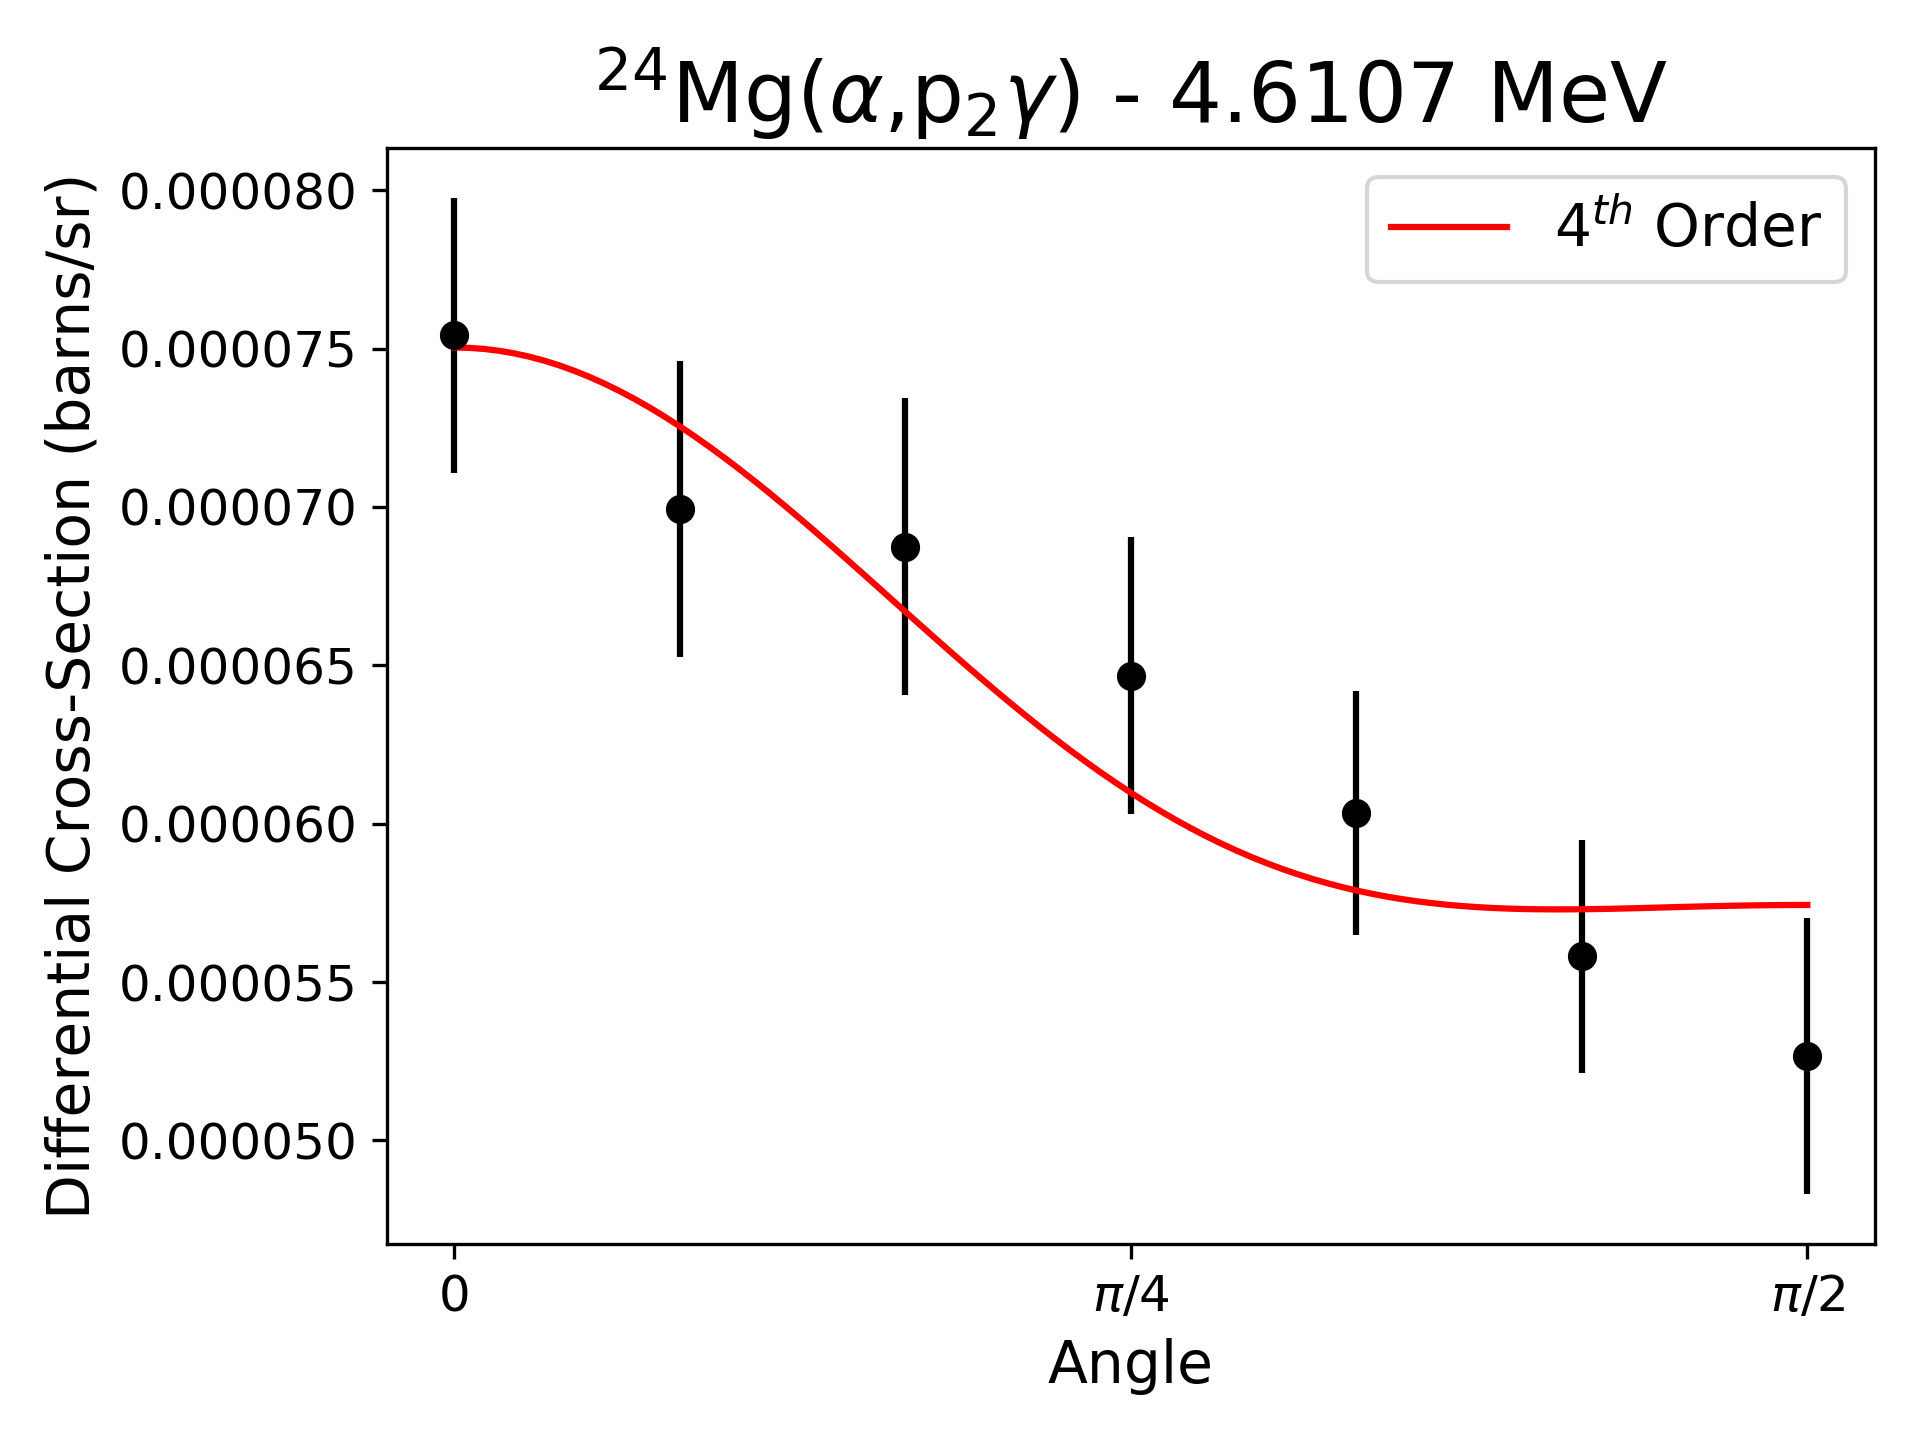 ²⁴Mg(α,p₂γ) - 4.6107 MeV
4ᵗʰ Order
Differential Cross-Section (barns/sr)
0.000080
0.000075
0.000070
0.000065
0.000060
0.000055
0.000050
0 π/4 π/2
Angle